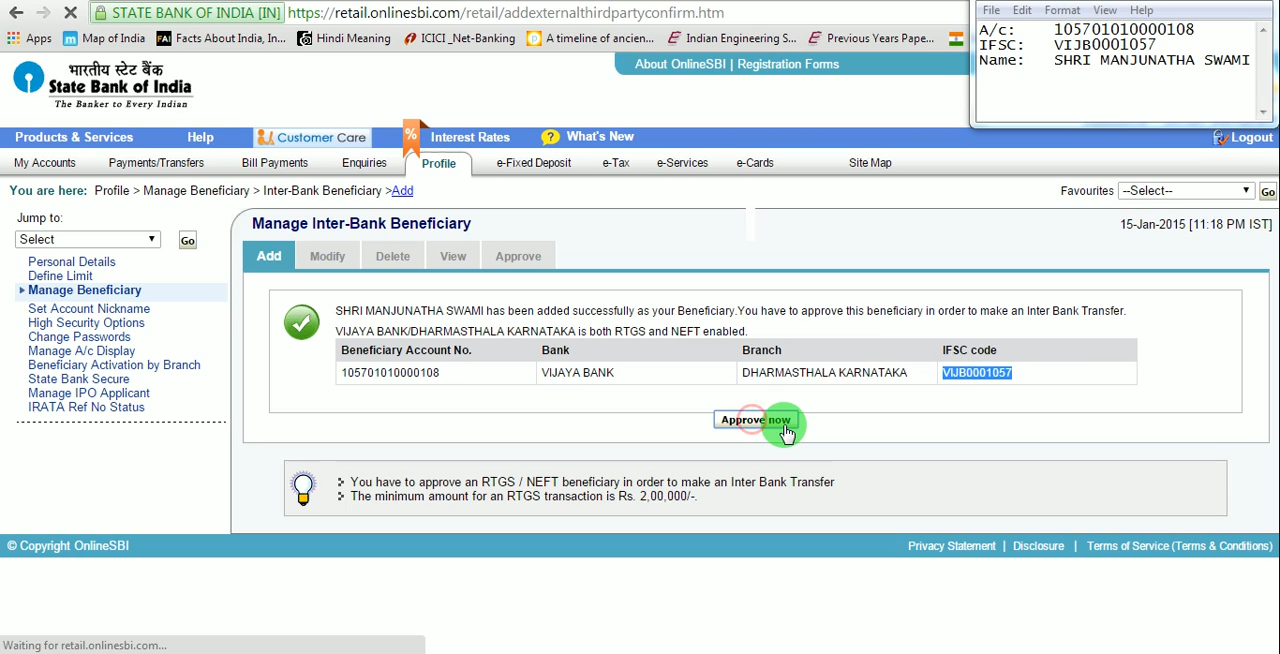 STATE BANK OF INDIA [IN] https://retail.onlinesbi.com/retail/addexternalthirdpartyconfirm.htm
Apps Map of India Facts About India, In... Hindi Meaning ICICI _Net-Banking A timeline of ancien... Indian Engineering S... Previous Years Pape...
File Edit Format View Help
A/c: 105701010000108
IFSC: VIJB0001057
Name: SHRI MANJUNATHA SWAMI
भारतीय स्टेट बैंक
State Bank of India
The Banker to Every Indian
About OnlineSBI | Registration Forms
Products & Services Help Customer Care % Interest Rates ? What's New Logout
My Accounts Payments/Transfers Bill Payments Enquiries Profile e-Fixed Deposit e-Tax e-Services e-Cards Site Map
You are here: Profile > Manage Beneficiary > Inter-Bank Beneficiary >Add
Favourites --Select-- Go
Jump to:
Select Go
Personal Details
Define Limit
Manage Beneficiary
Set Account Nickname
High Security Options
Change Passwords
Manage A/c Display
Beneficiary Activation by Branch
State Bank Secure
Manage IPO Applicant
IRATA Ref No Status
Manage Inter-Bank Beneficiary
15-Jan-2015 [11:18 PM IST]
Add Modify Delete View Approve
SHRI MANJUNATHA SWAMI has been added successfully as your Beneficiary.You have to approve this beneficiary in order to make an Inter Bank Transfer.
VIJAYA BANK/DHARMASTHALA KARNATAKA is both RTGS and NEFT enabled.
Beneficiary Account No. Bank Branch IFSC code
105701010000108 VIJAYA BANK DHARMASTHALA KARNATAKA VIJB0001057
Approve now
You have to approve an RTGS / NEFT beneficiary in order to make an Inter Bank Transfer
The minimum amount for an RTGS transaction is Rs. 2,00,000/-.
© Copyright OnlineSBI
Privacy Statement | Disclosure | Terms of Service (Terms & Conditions)
Waiting for retail.onlinesbi.com...